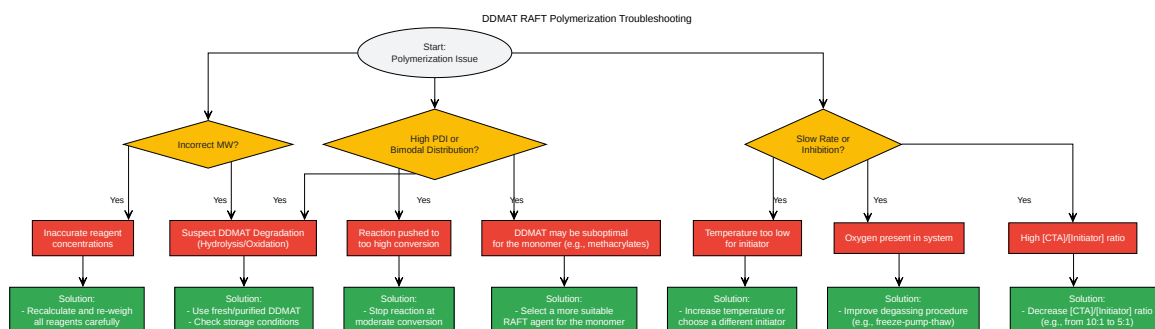 DDMAT RAFT Polymerization Troubleshooting
Start:
Polymerization Issue
Incorrect MW?
High PDI or
Bimodal Distribution?
Slow Rate or
Inhibition?
Yes
Yes
Yes
Yes
Yes
Yes
Yes
Yes
Inaccurate reagent
concentrations
Suspect DDMAT Degradation
(Hydrolysis/Oxidation)
Reaction pushed to
too high conversion
DDMAT may be suboptimal
for the monomer (e.g., methacrylates)
Temperature too low
for initiator
Oxygen present in system
High [CTA]/[Initiator] ratio
Solution:
- Recalculate and re-weigh
all reagents carefully
Solution:
- Use fresh/purified DDMAT
- Check storage conditions
Solution:
- Stop reaction at
moderate conversion
Solution:
- Select a more suitable
RAFT agent for the monomer
Solution:
- Increase temperature or
choose a different initiator
Solution:
- Improve degassing procedure
(e.g., freeze-pump-thaw)
Solution:
- Decrease [CTA]/[Initiator] ratio
(e.g., from 10:1 to 5:1)